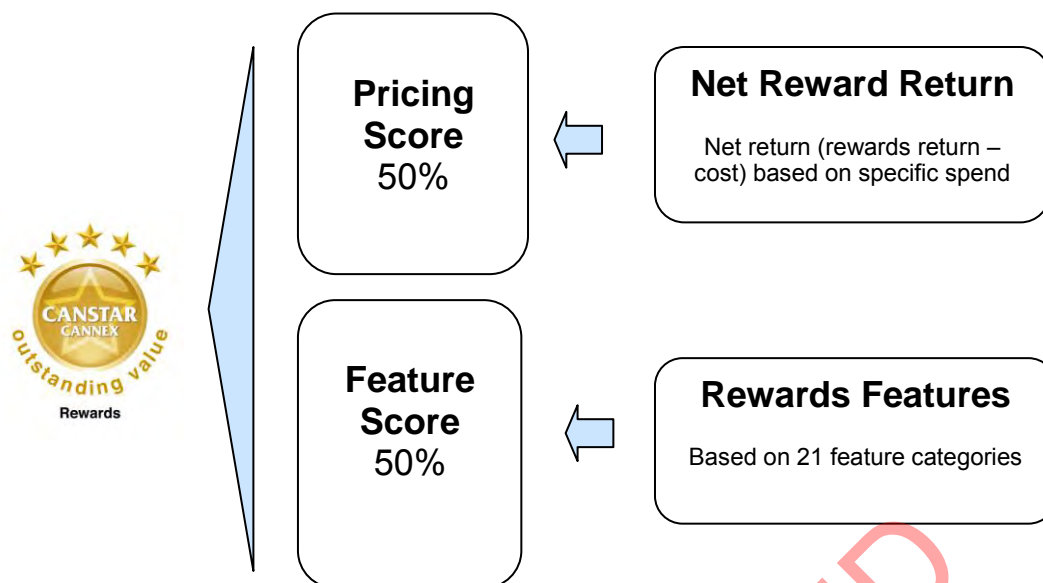 Pricing
Score
50%
Net Reward Return
Net return (rewards return –
cost) based on specific spend
CANSTAR
CANNEX
outstanding value
Rewards
Feature
Score
50%
Rewards Features
Based on 21 feature categories